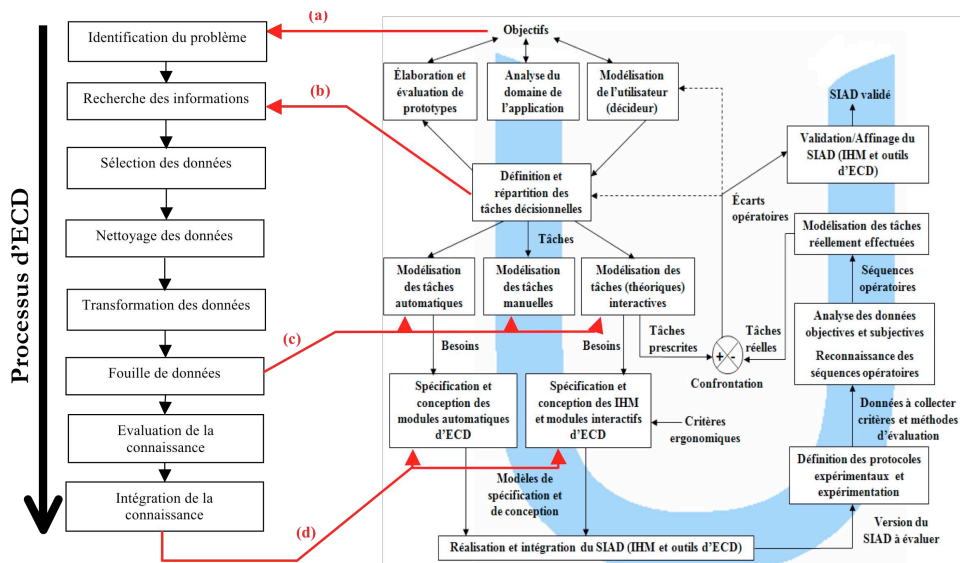 Processus d'ECD
Identification du problème
Recherche des informations
Sélection des données
Nettoyage des données
Transformation des données
Fouille de données
Evaluation de la
connaissance
Intégration de la
connaissance
(a)
(b)
(c)
(d)
Objectifs
Élaboration et
évaluation de
prototypes
Analyse du
domaine de
l'application
Modélisation
de l'utilisateur
(décideur)
Définition et
répartition des
tâches décisionnelles
Tâches
Modélisation
des tâches
automatiques
Modélisation
des tâches
manuelles
Modélisation des
tâches (théoriques)
interactives
Besoins
Besoins
Tâches
prescrites
+ -
Confrontation
Tâches
réelles
Spécification et
conception des
modules automatiques
d'ECD
Spécification et
conception des IHM
et modules interactifs
d'ECD
Critères
ergonomiques
Modèles de
spécification et
de conception
Réalisation et intégration du SIAD (IHM et outils d'ECD)
Version du
SIAD à évaluer
Définition des protocoles
expérimentaux et
expérimentation
Données à collecter
critères et méthodes
d'évaluation
Analyse des données
objectives et subjectives
Reconnaissance des
séquences opératoires
Séquences
opératoires
Modélisation des tâches
réellement effectuées
Écarts
opératoires
Validation/Affinage du
SIAD (IHM et outils
d'ECD)
SIAD validé